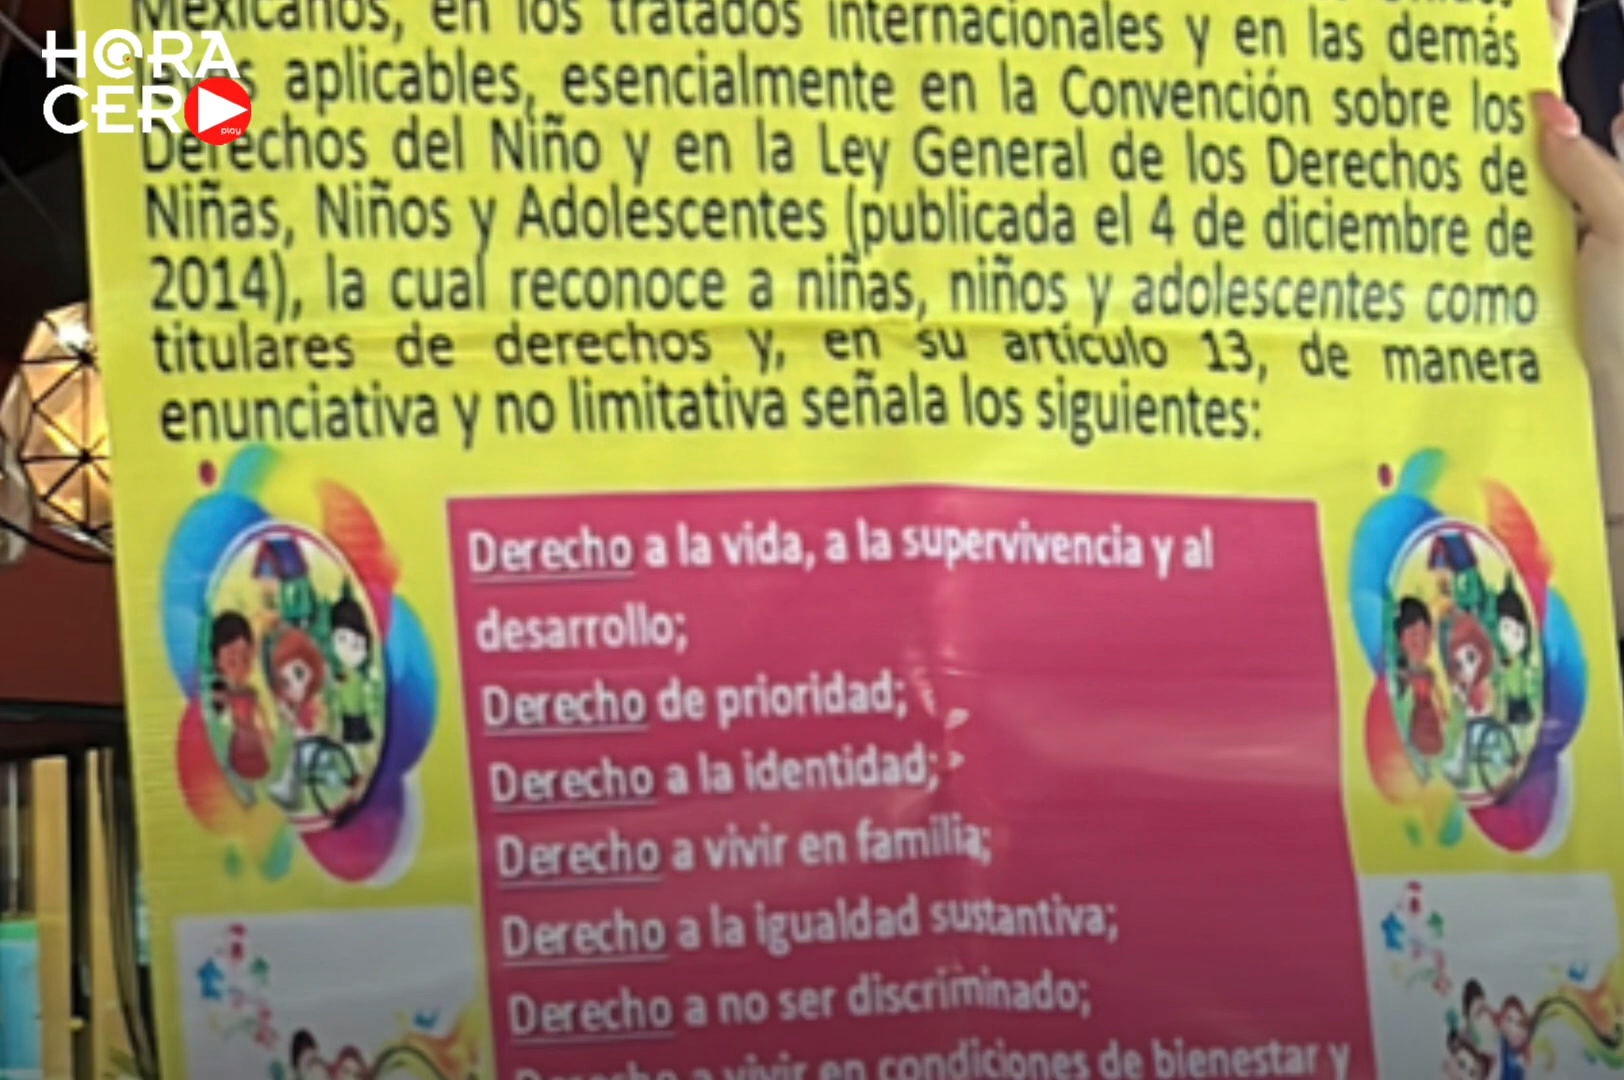 HORA
CERO
play
Mexicanos, en los tratados internacionales y en las demás
aplicables, esencialmente en la Convención sobre los
Derechos del Niño y en la Ley General de los Derechos de
Niñas, Niños y Adolescentes (publicada el 4 de diciembre de
2014), la cual reconoce a niñas, niños y adolescentes como
titulares de derechos y, en su artículo 13, de manera
enunciativa y no limitativa señala los siguientes:
Derecho a la vida, a la supervivencia y al
desarrollo;
Derecho de prioridad;
Derecho a la identidad;
Derecho a vivir en familia;
Derecho a la igualdad sustantiva;
Derecho a no ser discriminado;
Derecho a vivir en condiciones de bienestar y